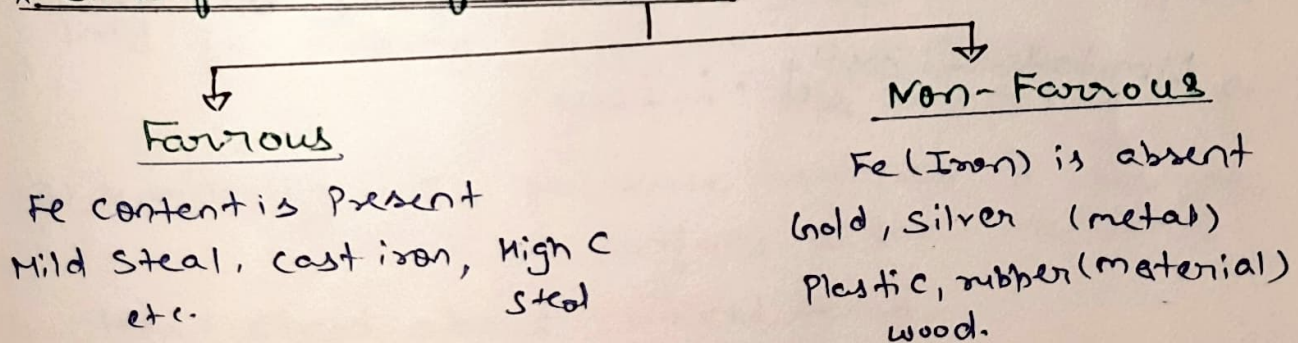 Farrous
Fe content is Present
Mild Steal, cast iron, High C
Steal
etc.
Non-Farrous
Fe (Iron) is absent
Gold, Silver (metal)
Plastic, rubber (material)
wood.